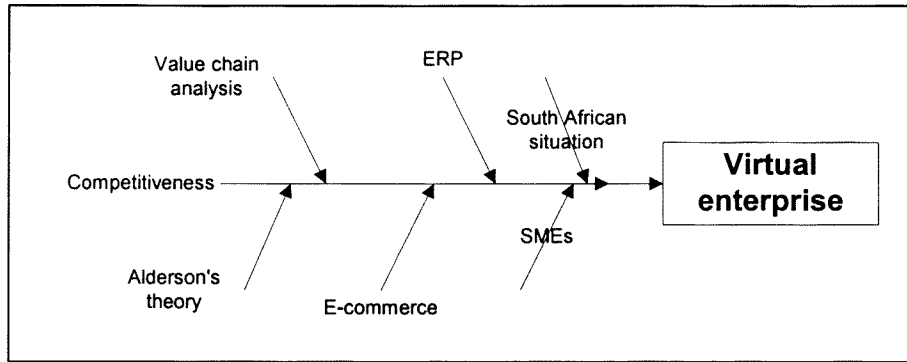 Value chain
analysis
ERP
South African
situation
Competitiveness
Virtual
enterprise
SMEs
Alderson's
theory
E-commerce